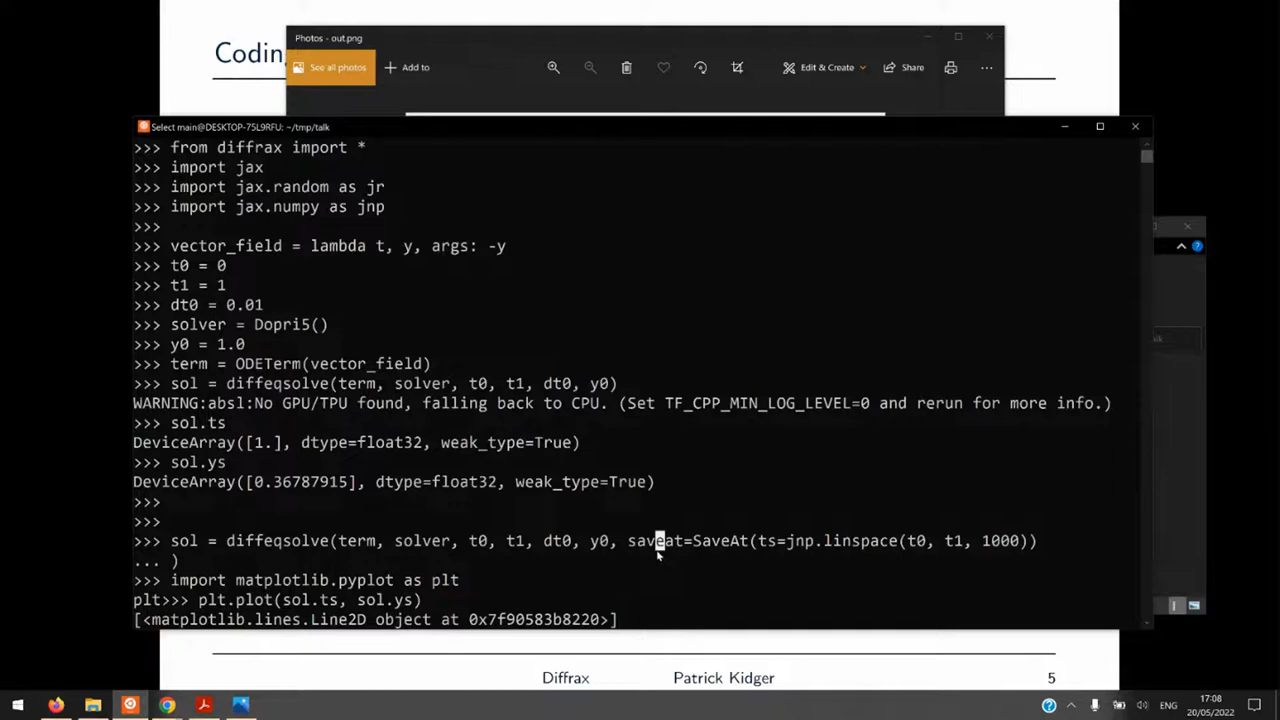 Coding
Photos - out.png
See all photos
Add to
Edit & Create
Share
Select main@DESKTOP-75L9RFU: ~/tmp/talk
>>> from diffrax import *
>>> import jax
>>> import jax.random as jr
>>> import jax.numpy as jnp
>>>
>>> vector_field = lambda t, y, args: -y
>>> t0 = 0
>>> t1 = 1
>>> dt0 = 0.01
>>> solver = Dopri5()
>>> y0 = 1.0
>>> term = ODETerm(vector_field)
>>> sol = diffeqsolve(term, solver, t0, t1, dt0, y0)
WARNING:absl:No GPU/TPU found, falling back to CPU. (Set TF_CPP_MIN_LOG_LEVEL=0 and rerun for more info.)
>>> sol.ts
DeviceArray([1.], dtype=float32, weak_type=True)
>>> sol.ys
DeviceArray([0.36787915], dtype=float32, weak_type=True)
>>>
>>>
>>> sol = diffeqsolve(term, solver, t0, t1, dt0, y0, saveat=SaveAt(ts=jnp.linspace(t0, t1, 1000))
... )
>>> import matplotlib.pyplot as plt
plt>>> plt.plot(sol.ts, sol.ys)
[<matplotlib.lines.Line2D object at 0x7f90583b8220>]
Diffrax Patrick Kidger 5
ENG
17:08
20/05/2022